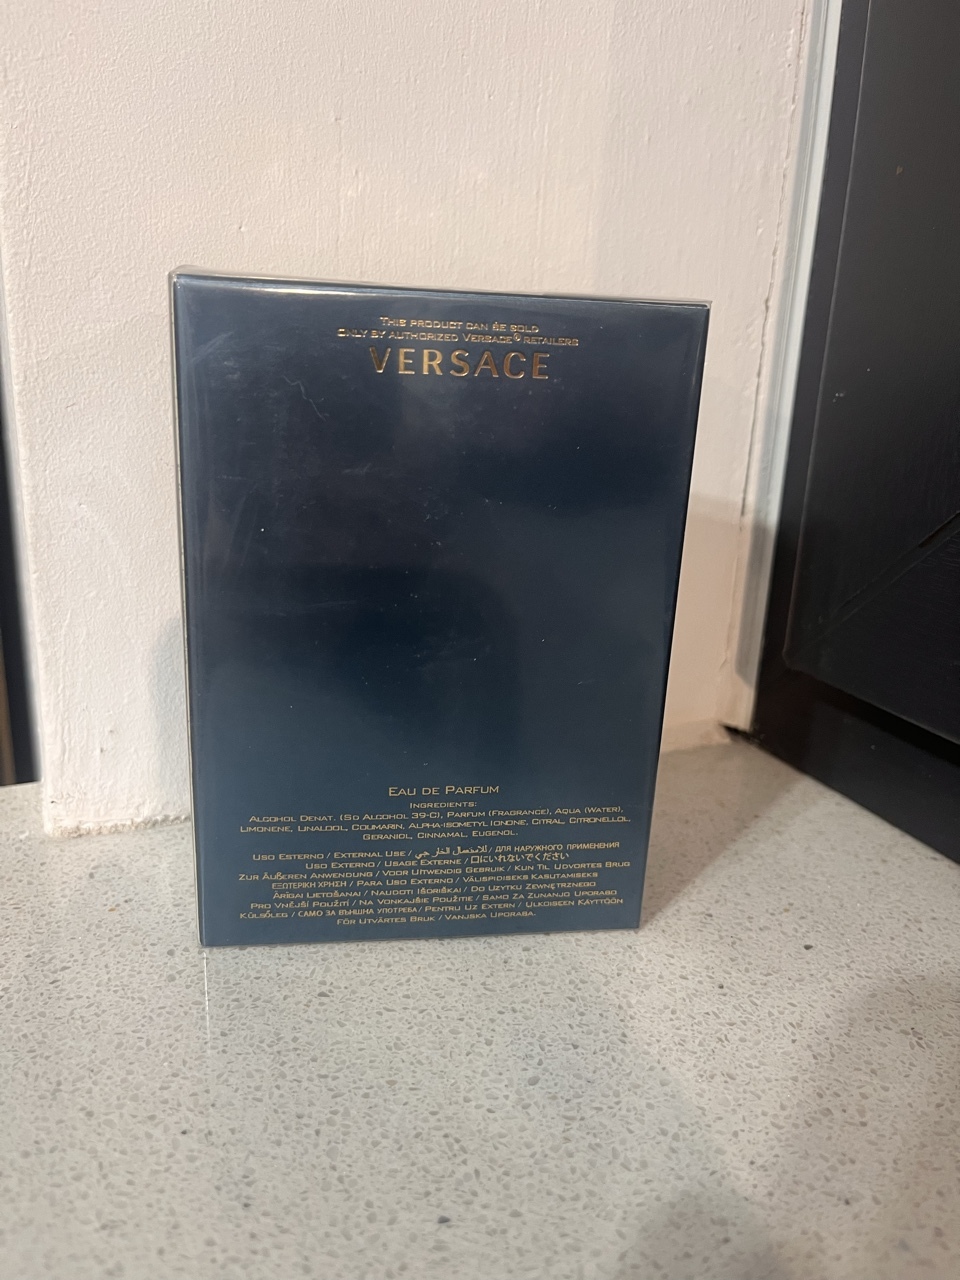 THIS PRODUCT CAN BE SOLD
ONLY BY AUTHORIZED VERSACE® RETAILERS
VERSACE
EAU DE PARFUM
INGREDIENTS:
ALCOHOL DENAT. (SD ALCOHOL 39-C), PARFUM (FRAGRANCE), AQUA (WATER),
LIMONENE, LINALOOL, COUMARIN, ALPHA-ISOMETYL IONONE, CITRAL, CITRONELLOL,
GERANIOL, CINNAMAL, EUGENOL.
USO ESTERNO / EXTERNAL USE / للاستعمال الخارجي / ДЛЯ НАРУЖНОГО ПРИМЕНЕНИЯ
USO EXTERNO / USAGE EXTERNE / 口にいれないでください
ZUR ÄUßEREN ANWENDUNG / VOOR UITWENDIG GEBRUIK / KUN TIL UDVORTES BRUG
ΕΞΩΤΕΡΙΚΗ ΧΡΗΣΗ / PARA USO EXTERNO / VÄLISPIDISEKS KASUTAMISEKS
ĀRĪGAI LIETOŠANAI / NAUDOTI IŠORIŠKAI / DO UŻYTKU ZEWNĘTRZNEGO
PRO VNĚJŠÍ POUŽITÍ / NA VONKAJŠIE POUŽITIE / SAMO ZA ZUNANJO UPORABO
KÜLSŐLEG / САМО ЗА ВЪНШНА УПОТРЕБА / PENTRU UZ EXTERN / ULKOISEEN KÄYTTÖÖN
FÖR UTVÄRTES BRUK / VANJSKA UPORABA.